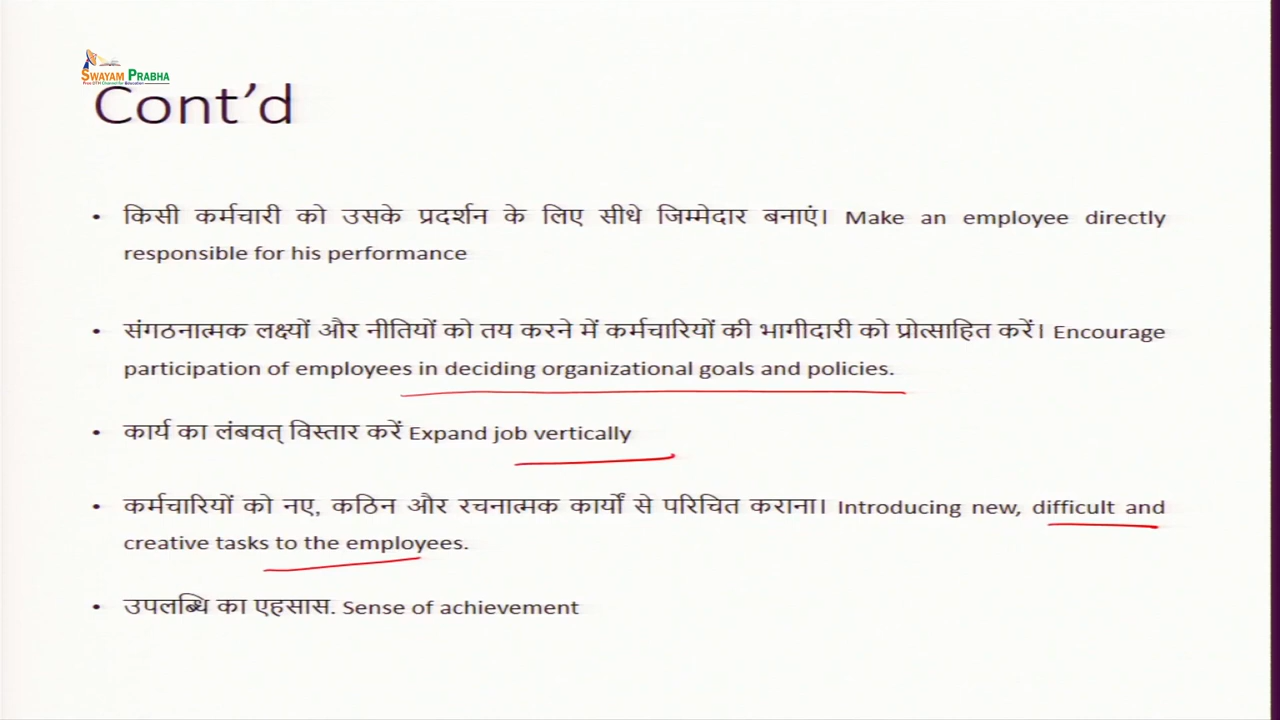 SWAYAM PRABHA
Cont'd
• किसी कर्मचारी को उसके प्रदर्शन के लिए सीधे जिम्मेदार बनाएं। Make an employee directly
responsible for his performance
• संगठनात्मक लक्ष्यों और नीतियों को तय करने में कर्मचारियों की भागीदारी को प्रोत्साहित करें। Encourage
participation of employees in deciding organizational goals and policies.
• कार्य का लंबवत् विस्तार करें Expand job vertically
• कर्मचारियों को नए, कठिन और रचनात्मक कार्यों से परिचित कराना। Introducing new, difficult and
creative tasks to the employees.
• उपलब्धि का एहसास. Sense of achievement